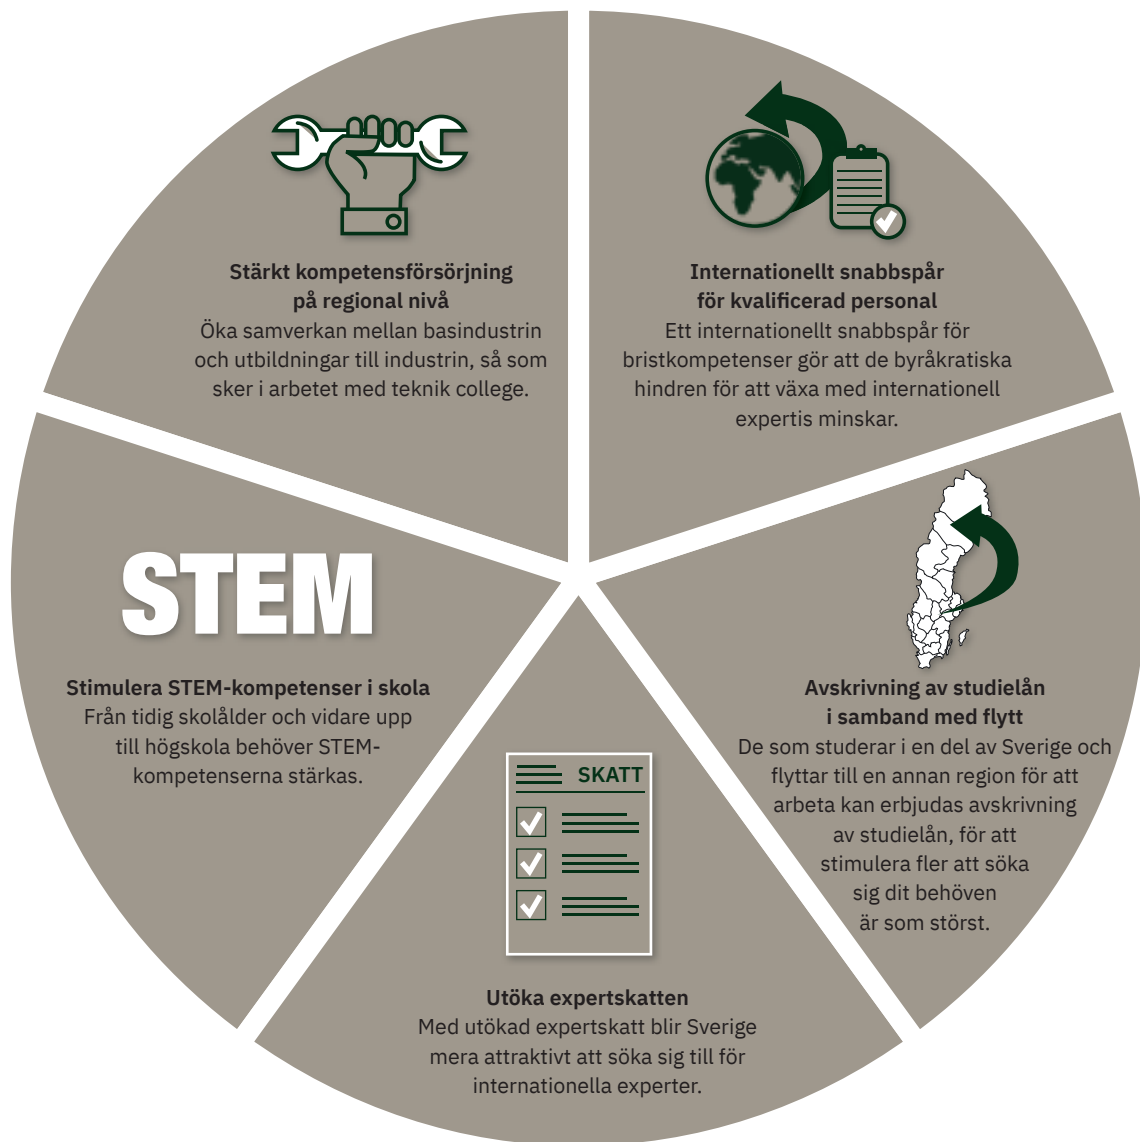 Stärkt kompetensförsörjning
på regional nivå
Öka samverkan mellan basindustrin
och utbildningar till industrin, så som
sker i arbetet med teknik college.
Internationellt snabbspår
för kvalificerad personal
Ett internationellt snabbspår för
bristkompetenser gör att de byråkratiska
hindren för att växa med internationell
expertis minskar.
STEM
Stimulera STEM-kompetenser i skola
Från tidig skolålder och vidare upp
till högskola behöver STEM-
kompetenserna stärkas.
Avskrivning av studielån
i samband med flytt
De som studerar i en del av Sverige och
flyttar till en annan region för att
arbeta kan erbjudas avskrivning
av studielån, för att
stimulera fler att söka
sig dit behöven
är som störst.
SKATT
Utöka expertskatten
Med utökad expertskatt blir Sverige
mera attraktivt att söka sig till för
internationella experter.